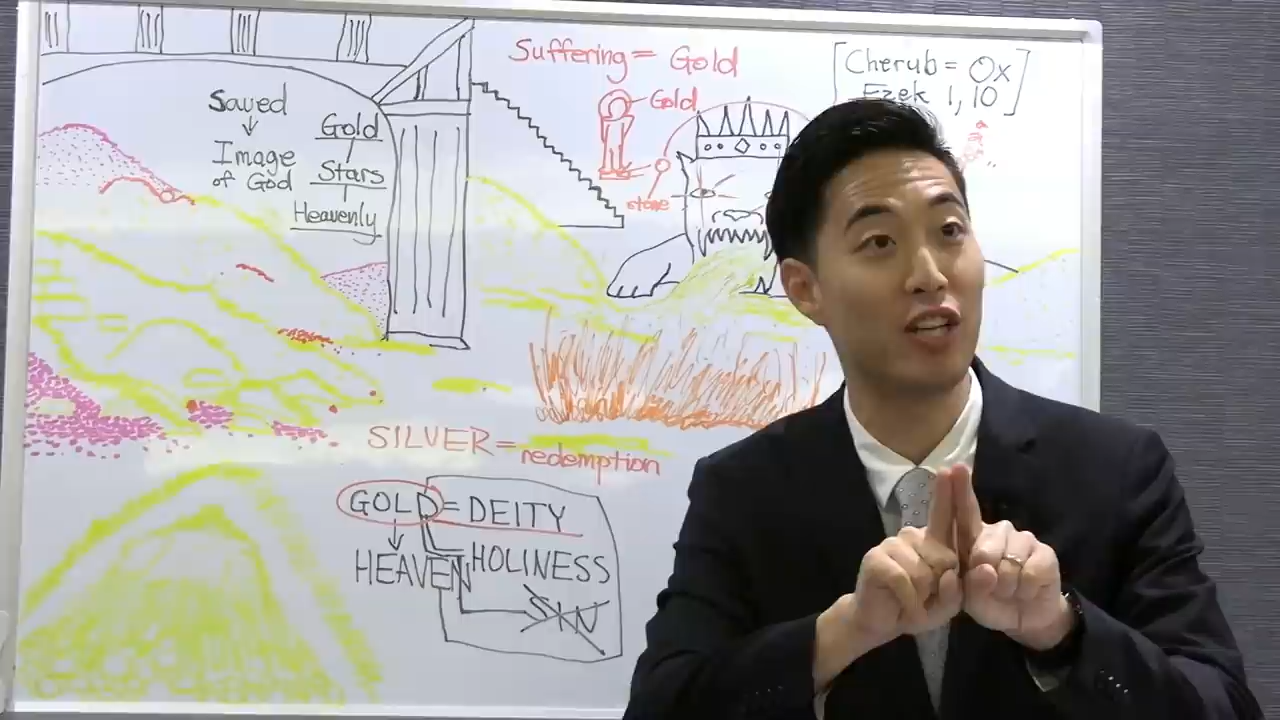 Suffering = Gold
[Cherub = Ox
Ezek 1, 10]
Saved
Image
of God
Gold
Stars
Heavenly
Gold
stone
SILVER = redemption
GOLD = DEITY
HEAVEN
HOLINESS
SIN